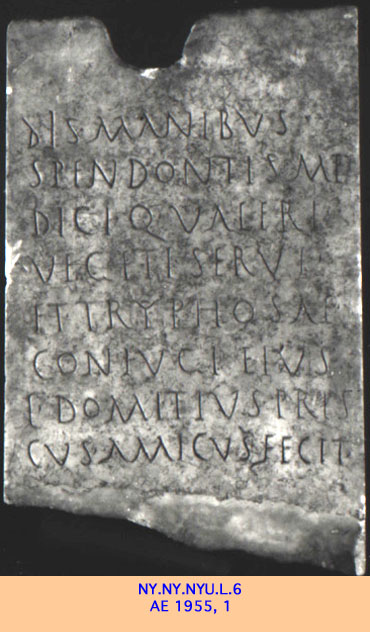 DIS MANIBVS
SPENDONTIS ME
DICI Q VALERI
VEGETI SERVI
ET TRYPHOSAE
CONIVGI EIVS
P DOMITIVS PRIS
CVS AMICVS FECIT
NY.NY.NYU.L.6
AE 1955, 1